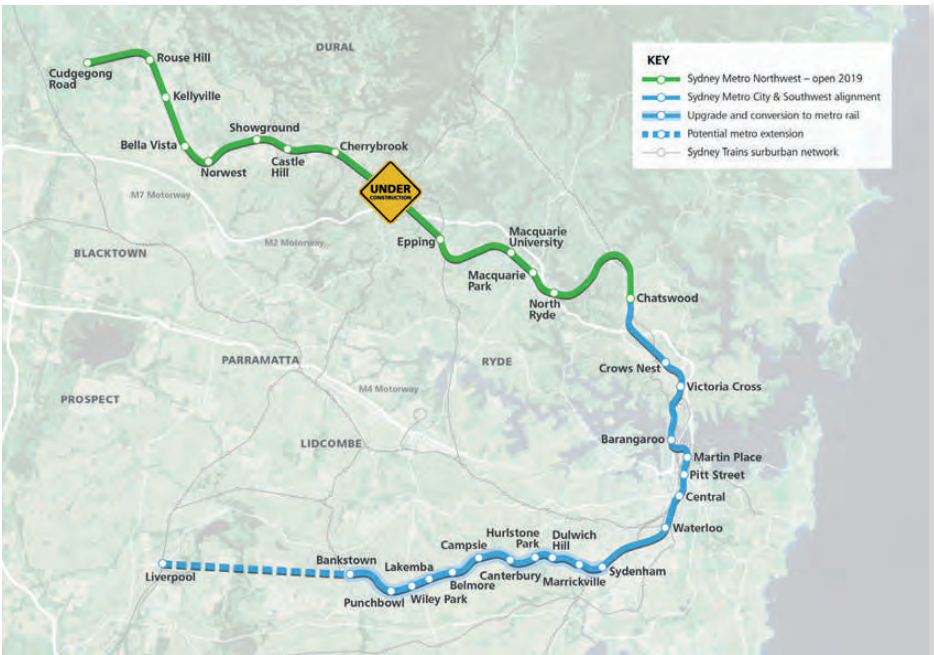 DURAL
KEY
Sydney Metro Northwest – open 2019
Sydney Metro City & Southwest alignment
Upgrade and conversion to metro rail
Potential metro extension
Sydney Trains surburban network
Cudgegong
Road
Rouse Hill
Kellyville
Bella Vista
Norwest
Showground
Castle
Hill
Cherrybrook
UNDER
CONSTRUCTION
M7 Motorway
M2 Motorway
BLACKTOWN
Epping
Macquarie
University
Macquarie
Park
North
Ryde
Chatswood
PARRAMATTA
RYDE
Crows Nest
Victoria Cross
M4 Motorway
PROSPECT
LIDCOMBE
Barangaroo
Martin Place
Pitt Street
Central
Waterloo
Liverpool
Bankstown
Punchbowl
Lakemba
Wiley Park
Belmore
Campsie
Canterbury
Hurlstone
Park
Dulwich
Hill
Marrickville
Sydenham